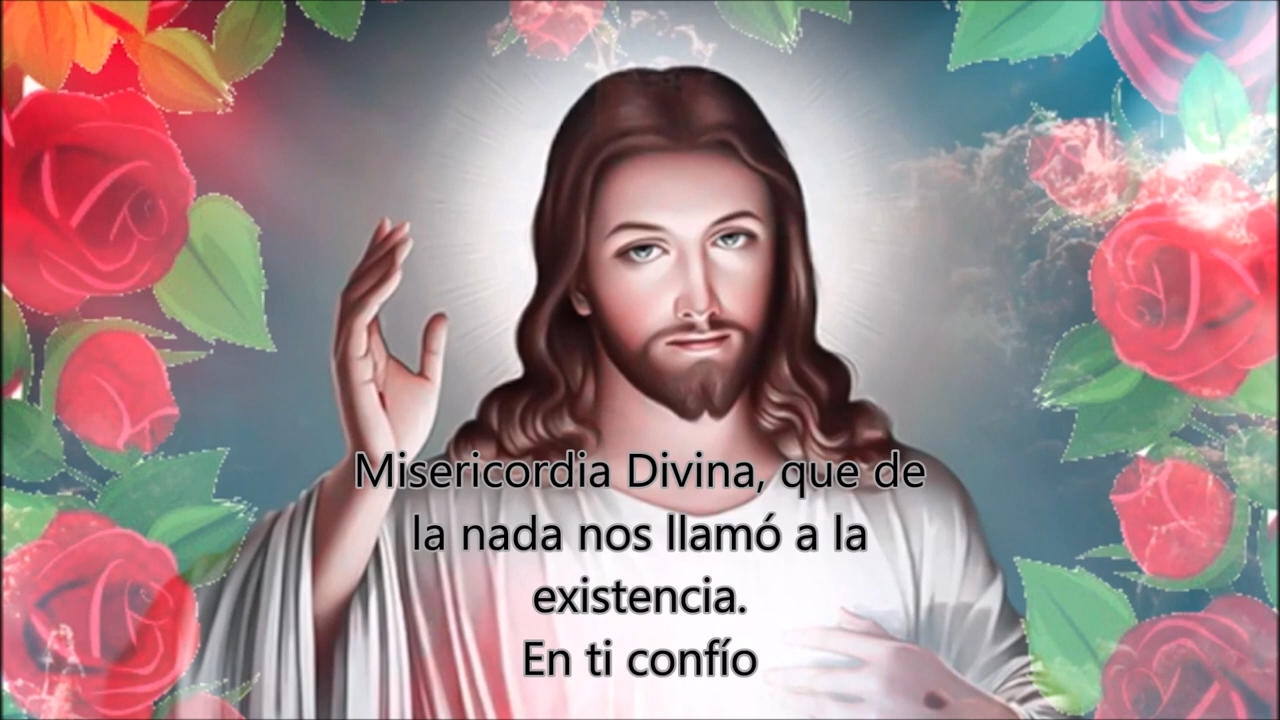 Misericordia Divina, que de
la nada nos llamó a la
existencia.
En ti confío